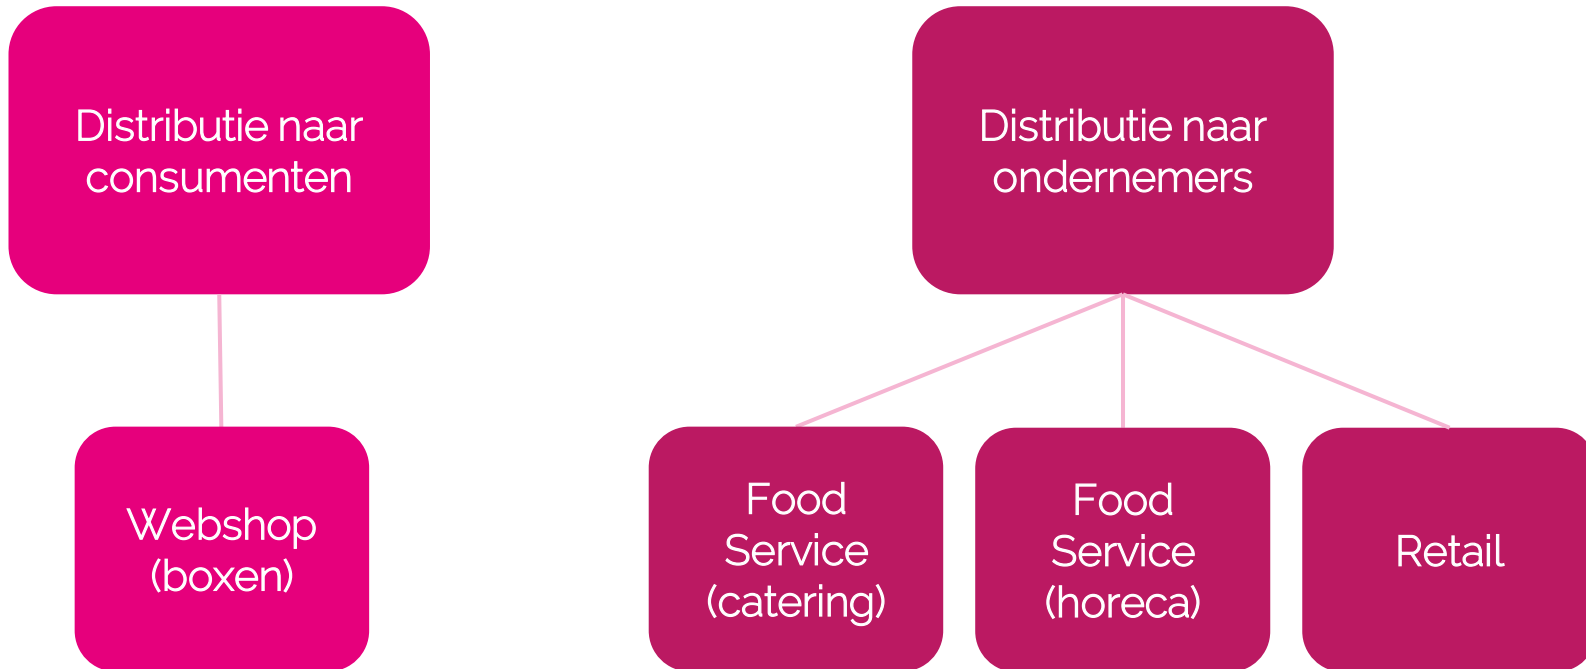 Distributie naar
consumenten
Distributie naar
ondernemers
Webshop
(boxen)
Food
Service
(catering)
Food
Service
(horeca)
Retail